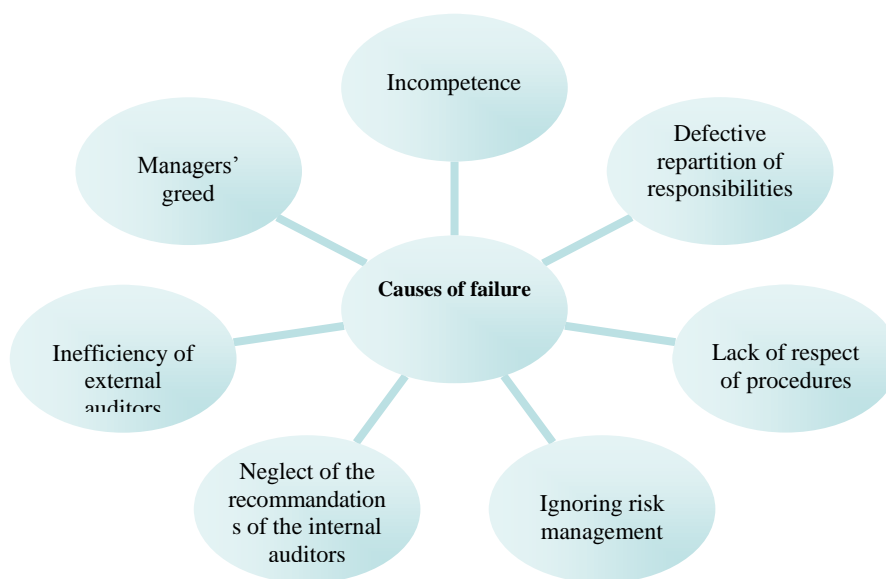 Incompetence
Defective
repartition of
responsibilities
Managers’
greed
Causes of failure
Lack of respect
of procedures
Inefficiency of
external
auditors
Neglect of the
recommandation
s of the internal
auditors
Ignoring risk
management